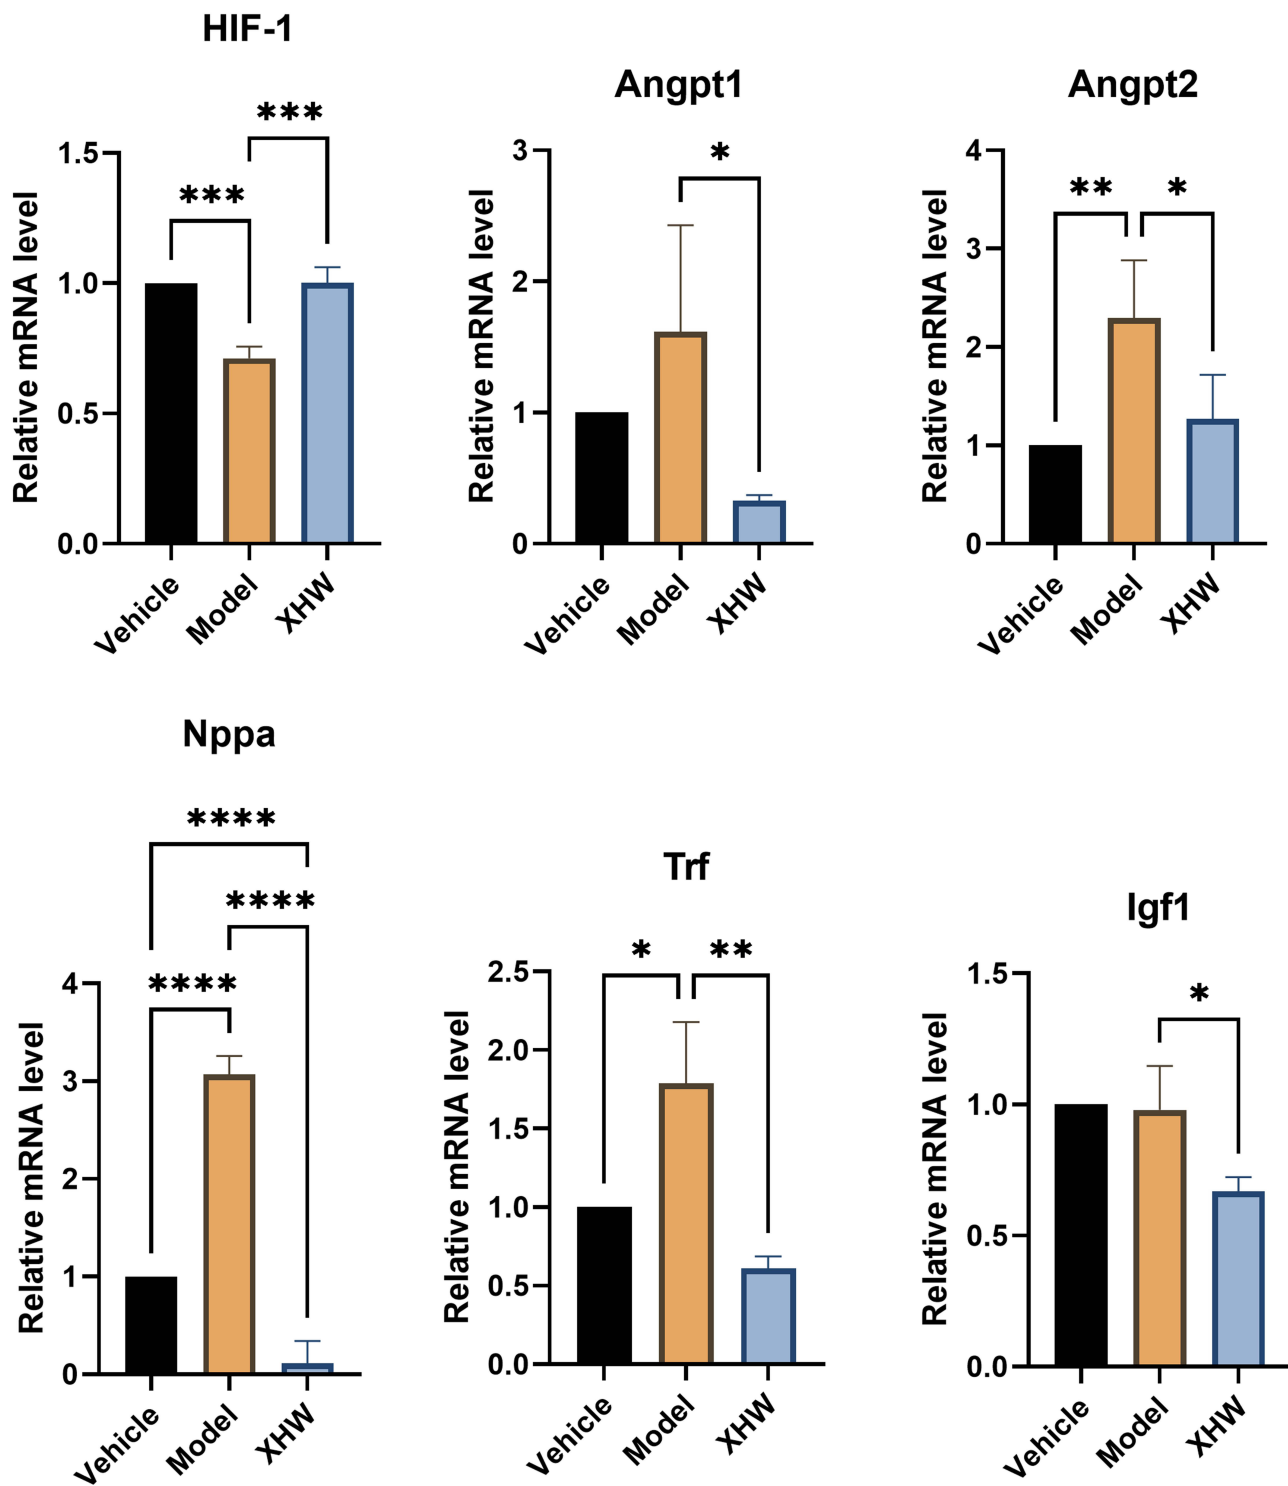 HIF-1
***
***
Relative mRNA level
1.5
1.0
0.5
0.0
Vehicle
Model
XHW
Angpt1
*
Relative mRNA level
3
2
1
0
Vehicle
Model
XHW
Angpt2
**
*
Relative mRNA level
4
3
2
1
0
Vehicle
Model
XHW
Nppa
****
****
****
Relative mRNA level
4
3
2
1
0
Vehicle
Model
XHW
Trf
*
**
Relative mRNA level
2.5
2.0
1.5
1.0
0.5
0.0
Vehicle
Model
XHW
Igf1
*
Relative mRNA level
1.5
1.0
0.5
0.0
Vehicle
Model
XHW